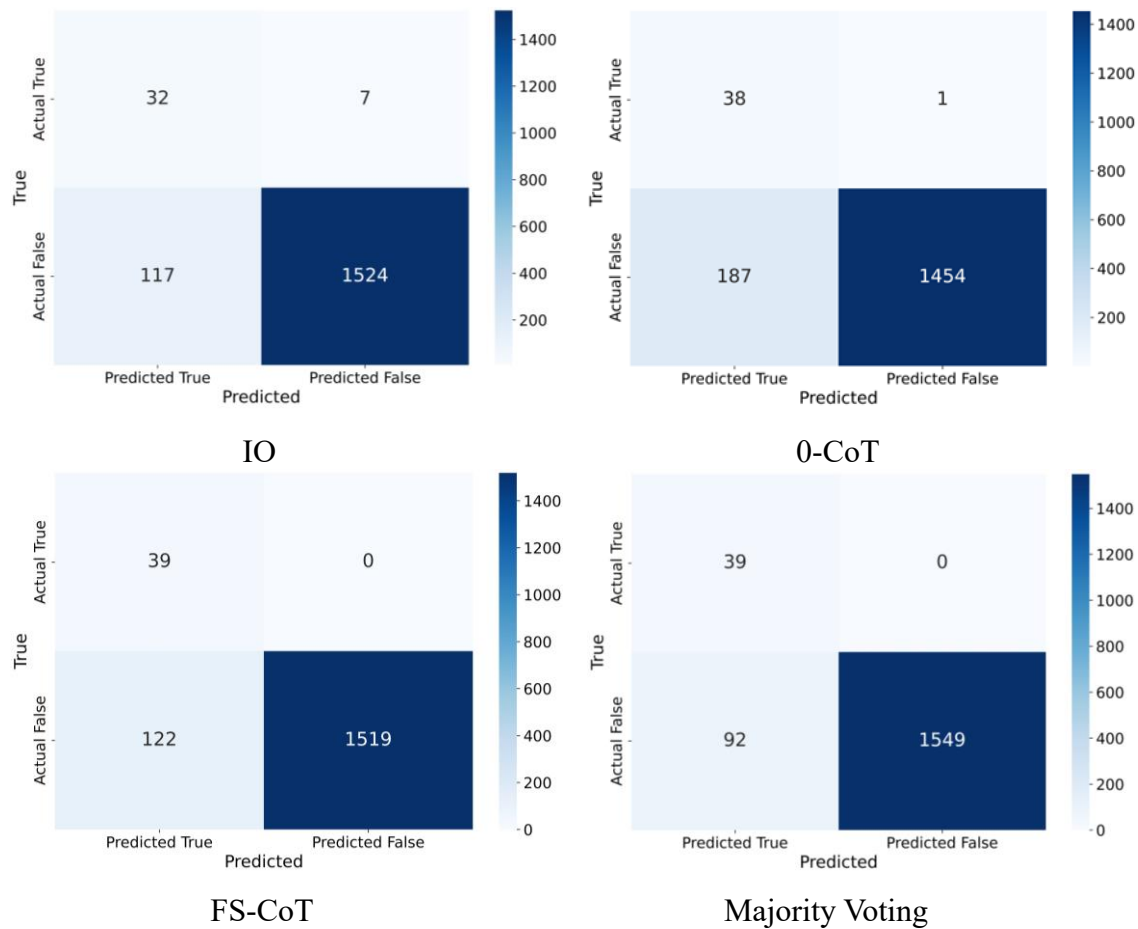 1400
1200
1000
800
600
400
200
Actual True
Actual False
True
32
7
117
1524
Predicted True
Predicted False
Predicted
IO
1400
1200
1000
800
600
400
200
Actual True
Actual False
True
38
1
187
1454
Predicted True
Predicted False
Predicted
0-CoT
1400
1200
1000
800
600
400
200
0
Actual True
Actual False
True
39
0
122
1519
Predicted True
Predicted False
Predicted
FS-CoT
1400
1200
1000
800
600
400
200
0
Actual True
Actual False
True
39
0
92
1549
Predicted True
Predicted False
Predicted
Majority Voting